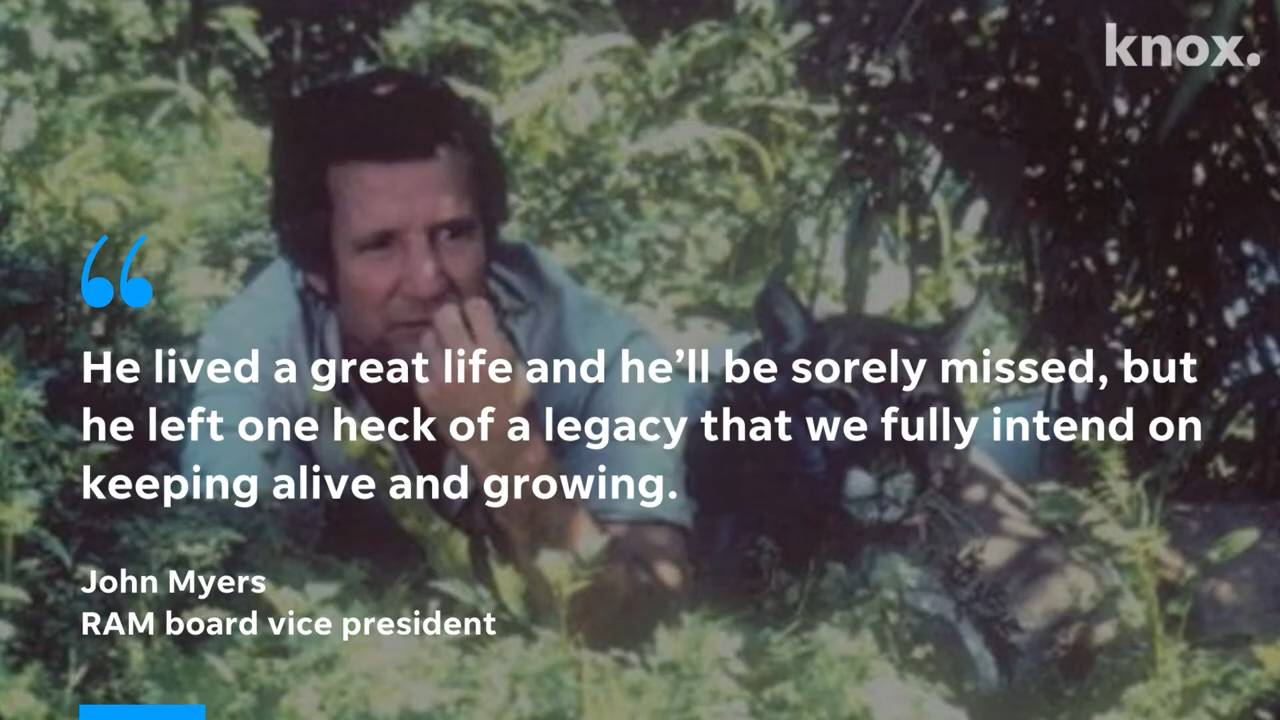 knox.
“
He lived a great life and he’ll be sorely missed, but
he left one heck of a legacy that we fully intend on
keeping alive and growing.
John Myers
RAM board vice president